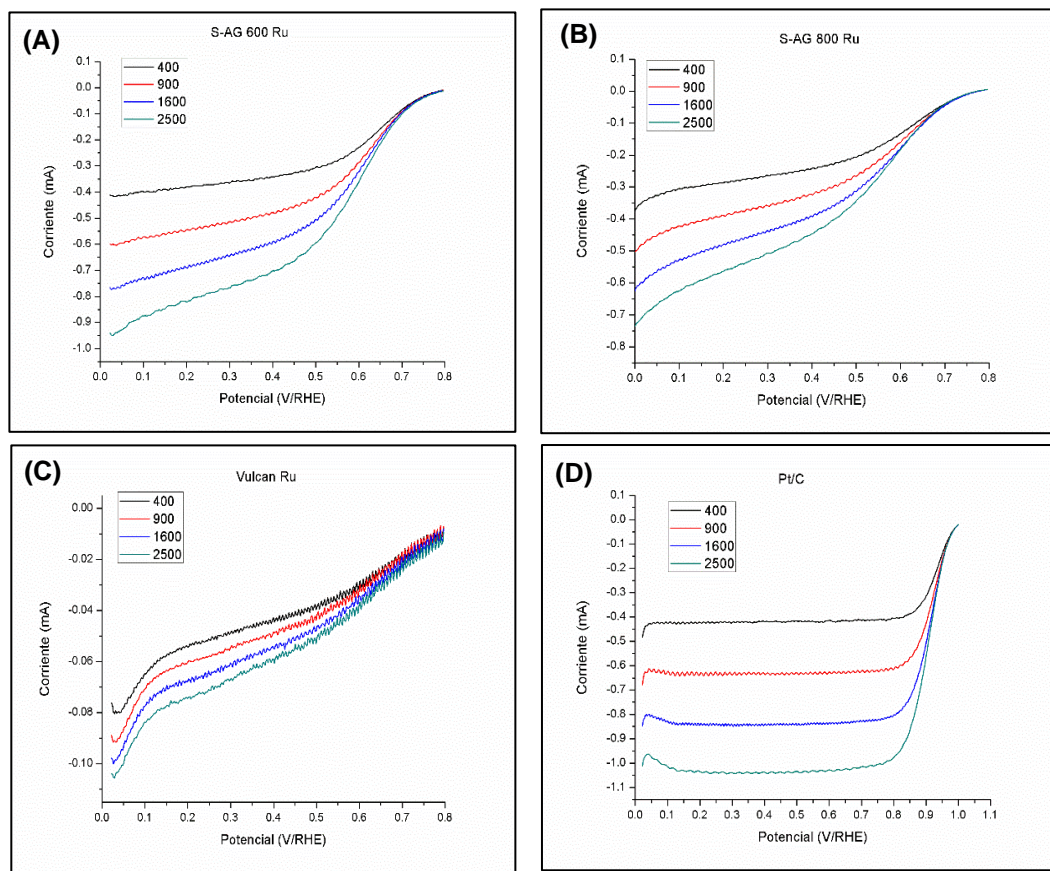 (A)
S-AG 600 Ru
400
900
1600
2500
0.0
-0.1
-0.2
-0.3
-0.4
-0.5
-0.6
-0.7
-0.8
-0.9
-1.0
Corriente (mA)
0.0 0.1 0.2 0.3 0.4 0.5 0.6 0.7 0.8
Potencial (V/RHE)
(B)
S-AG 800 Ru
400
900
1600
2500
0.1
0.0
-0.1
-0.2
-0.3
-0.4
-0.5
-0.6
-0.7
-0.8
Corriente (mA)
0.0 0.1 0.2 0.3 0.4 0.5 0.6 0.7 0.8
Potencial (V/RHE)
(C)
Vulcan Ru
400
900
1600
2500
0.00
-0.02
-0.04
-0.06
-0.08
-0.10
Corriente (mA)
0.0 0.1 0.2 0.3 0.4 0.5 0.6 0.7 0.8
Potencial (V/RHE)
(D)
Pt/C
400
900
1600
2500
0.1
0.0
-0.1
-0.2
-0.3
-0.4
-0.5
-0.6
-0.7
-0.8
-0.9
-1.0
-1.1
Corriente (mA)
0.0 0.1 0.2 0.3 0.4 0.5 0.6 0.7 0.8 0.9 1.0 1.1
Potencial (V/RHE)